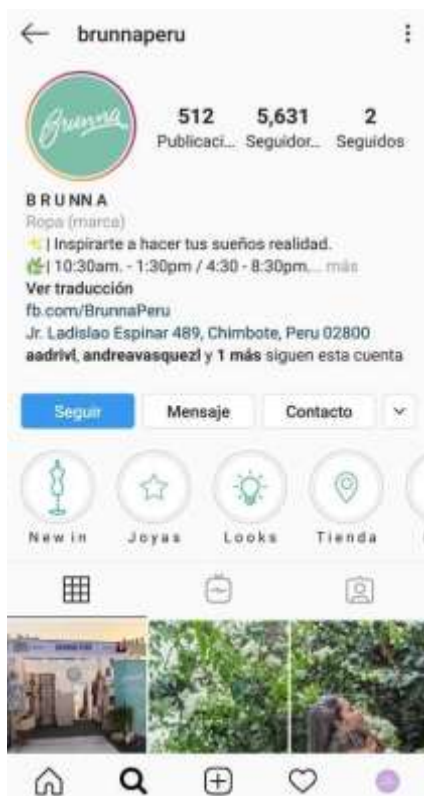 brunnaperu
Brunna
512 5,631 2
Publicaci... Seguidor... Seguidos
B R U N N A
Ropa (marca)
| Inspirarte a hacer tus sueños realidad.
| 10:30am. - 1:30pm / 4:30 - 8:30pm.... más
Ver traducción
fb.com/BrunnaPeru
Jr. Ladislao Espinar 489, Chimbote, Peru 02800
aadrivl, andreavasquezl y 1 más siguen esta cuenta
Seguir Mensaje Contacto
New in Joyas Looks Tienda